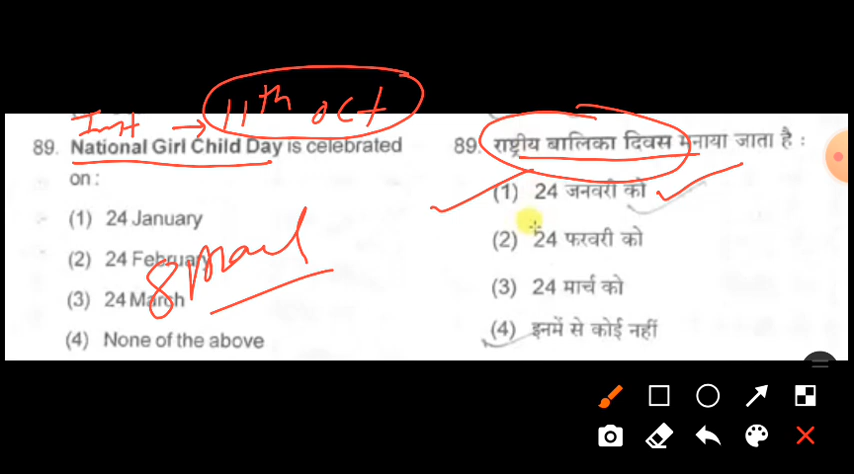 11th oct
Int →
89. National Girl Child Day is celebrated
on :
(1) 24 January
(2) 24 February
(3) 24 March
(4) None of the above
8 March
89. राष्ट्रीय बालिका दिवस मनाया जाता है :
(1) 24 जनवरी को
(2) 24 फरवरी को
(3) 24 मार्च को
(4) इनमें से कोई नहीं